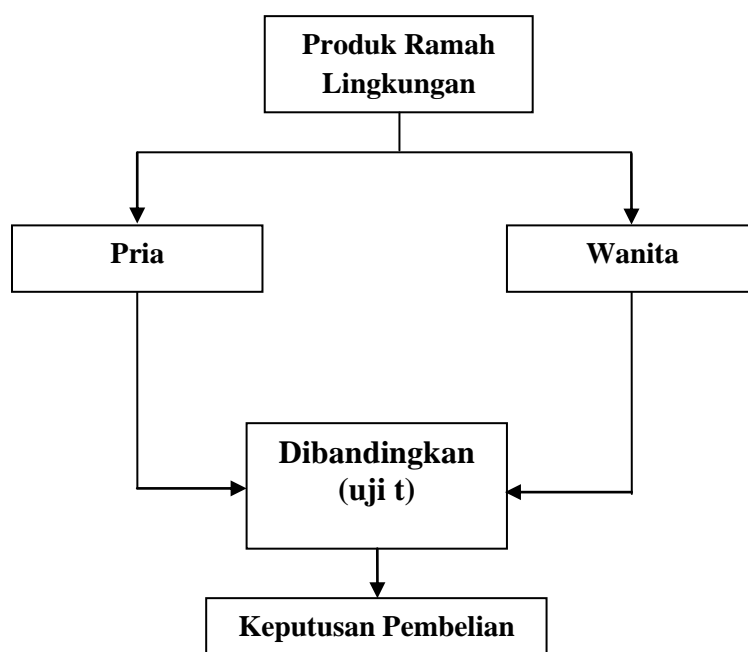 Produk Ramah
Lingkungan
Pria
Wanita
Dibandingkan
(uji t)
Keputusan Pembelian